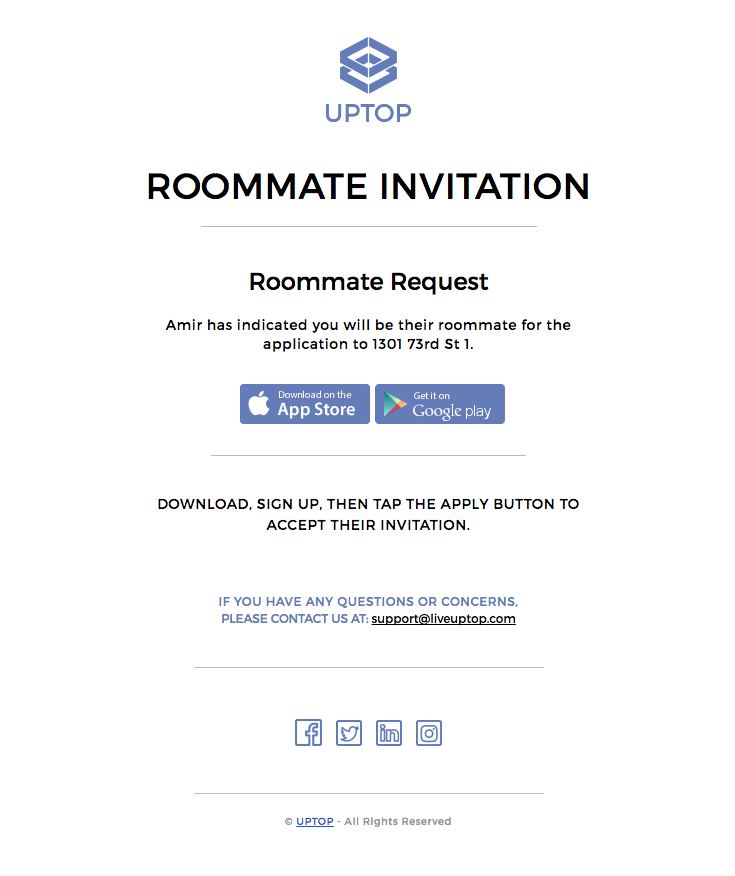 UPTOP
ROOMMATE INVITATION
Roommate Request
Amir has indicated you will be their roommate for the
application to 1301 73rd St 1.
Download on the
App Store
Get it on
Google play
DOWNLOAD, SIGN UP, THEN TAP THE APPLY BUTTON TO
ACCEPT THEIR INVITATION.
IF YOU HAVE ANY QUESTIONS OR CONCERNS,
PLEASE CONTACT US AT: support@liveuptop.com
© UPTOP - All Rights Reserved